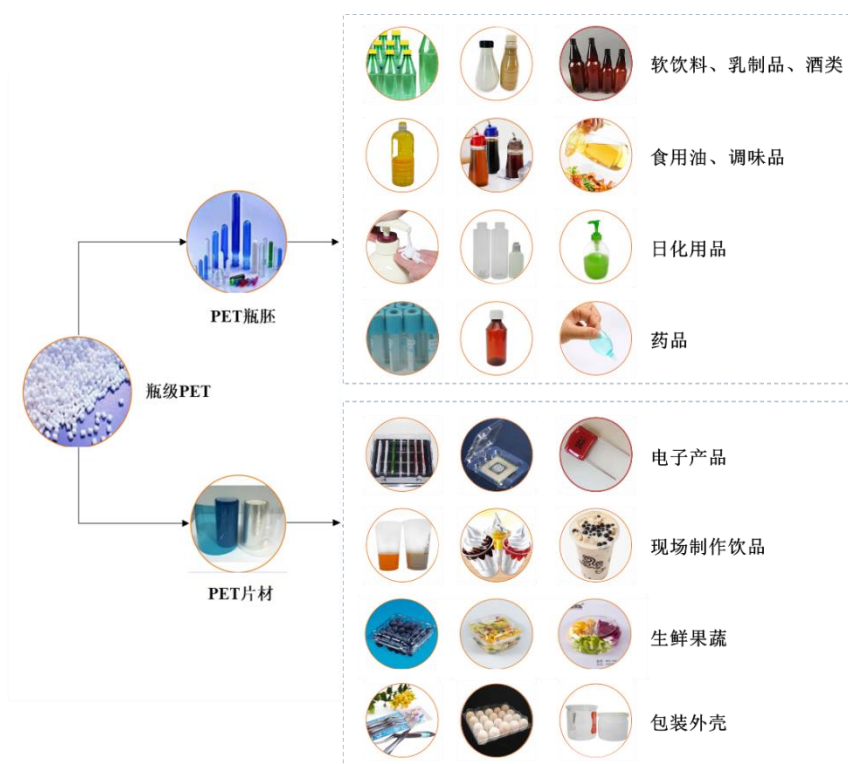 软饮料、乳制品、酒类
食用油、调味品
日化用品
PET瓶胚
药品
瓶级PET
电子产品
现场制作饮品
PET片材
生鲜果蔬
包装外壳